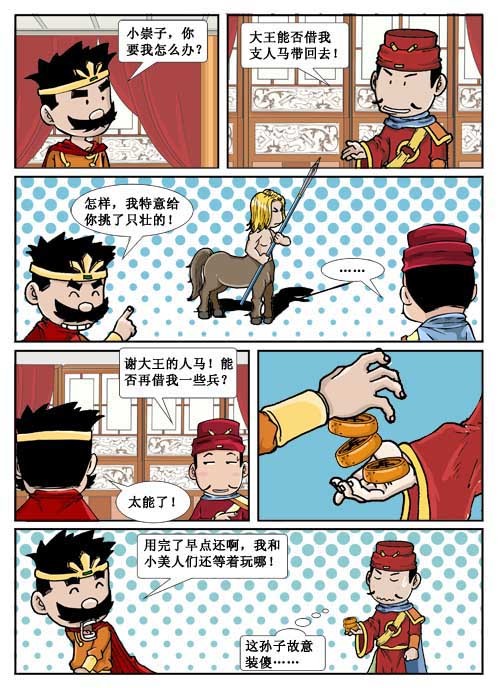 小崇子，你
要我怎么办？
大王能否借我
支人马带回去！
怎样，我特意给
你挑了只壮的！
……
谢大王的人马！能
否再借我一些兵？
太能了！
用完了早点还啊，我和
小美人们还等着玩哪！
这孙子故意
装傻……